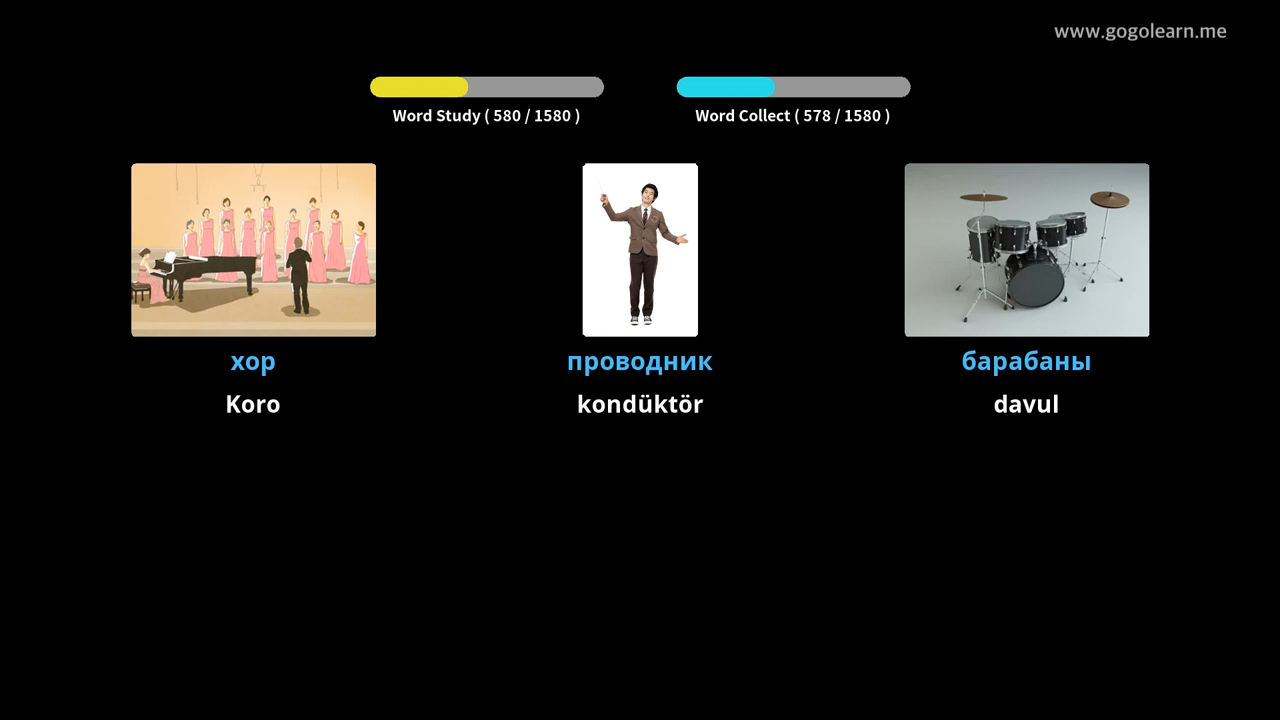 www.gogolearn.me
Word Study ( 580 / 1580 )
Word Collect ( 578 / 1580 )
хор
проводник
барабаны
Koro
kondüktör
davul